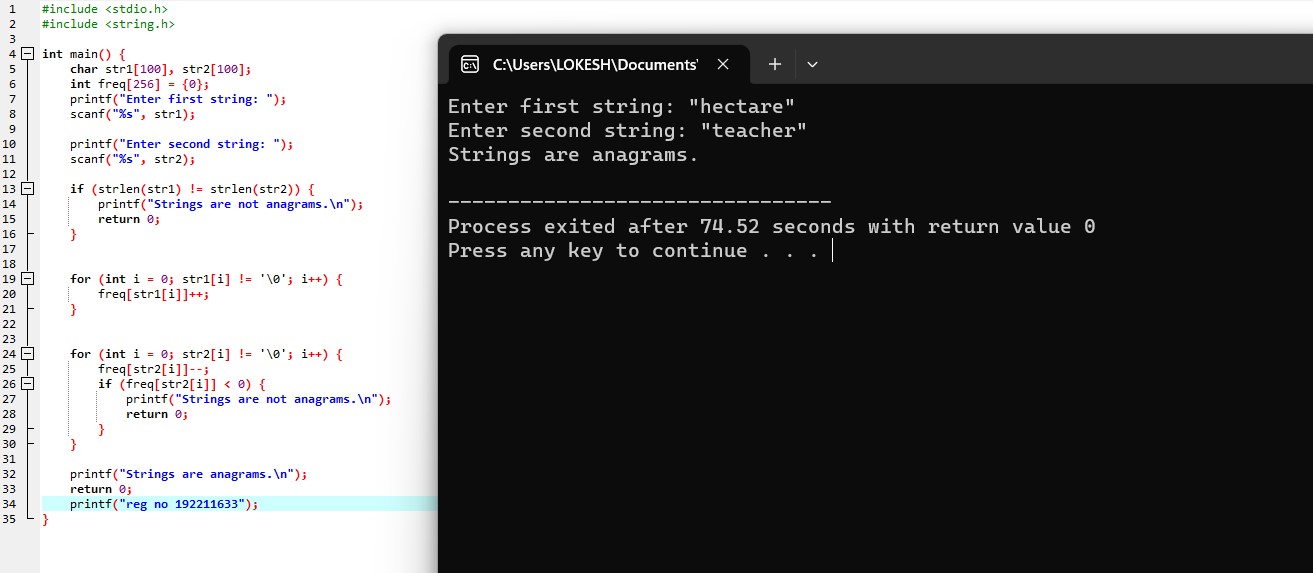 1 #include <stdio.h>
2 #include <string.h>
3
4 int main() {
5 char str1[100], str2[100];
6 int freq[256] = {0};
7 printf("Enter first string: ");
8 scanf("%s", str1);
9
10 printf("Enter second string: ");
11 scanf("%s", str2);
12
13 if (strlen(str1) != strlen(str2)) {
14 printf("Strings are not anagrams.\n");
15 return 0;
16 }
17
18
19 for (int i = 0; str1[i] != '\0'; i++) {
20 freq[str1[i]]++;
21 }
22
23
24 for (int i = 0; str2[i] != '\0'; i++) {
25 freq[str2[i]]--;
26 if (freq[str2[i]] < 0) {
27 printf("Strings are not anagrams.\n");
28 return 0;
29 }
30 }
31
32 printf("Strings are anagrams.\n");
33 return 0;
34 printf("reg no 192211633");
35 }
C:\Users\LOKESH\Documents'
Enter first string: "hectare"
Enter second string: "teacher"
Strings are anagrams.
--------------------------------
Process exited after 74.52 seconds with return value 0
Press any key to continue . . .